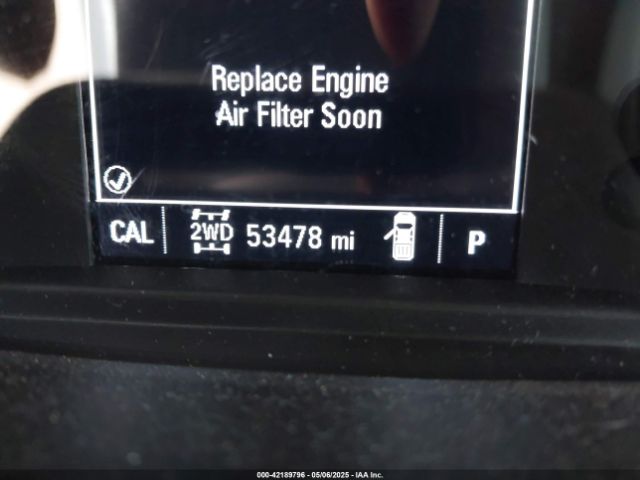 Replace Engine
Air Filter Soon
CAL 2WD 53478 mi P
000-42189796 - 05/06/2025 - IAA Inc.